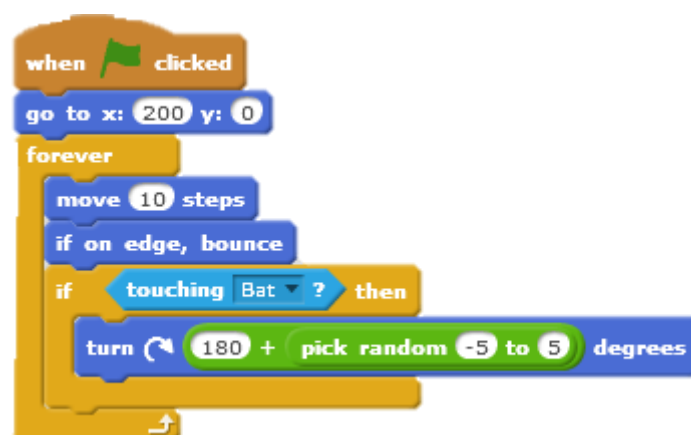 when clicked
go to x: 200 y: 0
forever
move 10 steps
if on edge, bounce
if touching Bat ? then
turn 180 + pick random -5 to 5 degrees